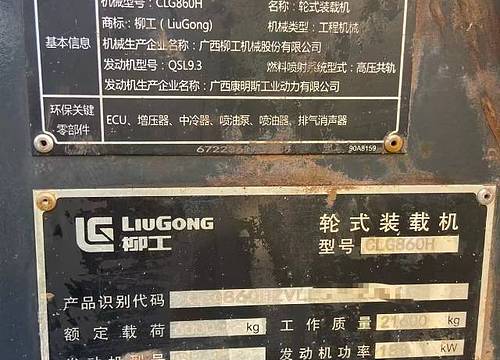 机械型号：CLG860H 名称：轮式装载机
商标：柳工（LiuGong） 机械类型：工程机械
基本信息
机械生产企业名称：广西柳工机械股份有限公司
发动机型号：QSL9.3 燃料喷射系统型式：高压共轨
发动机生产企业名称：广西康明斯工业动力有限公司
环保关键零部件
ECU、增压器、中冷器、喷油泵、喷油器、排气消声器
90A8159
LIUGONG 柳工
轮式装载机
型号 CLG860H
产品识别代码
额定载荷 kg 工作质量 kg
发动机型号 发动机功率 kW